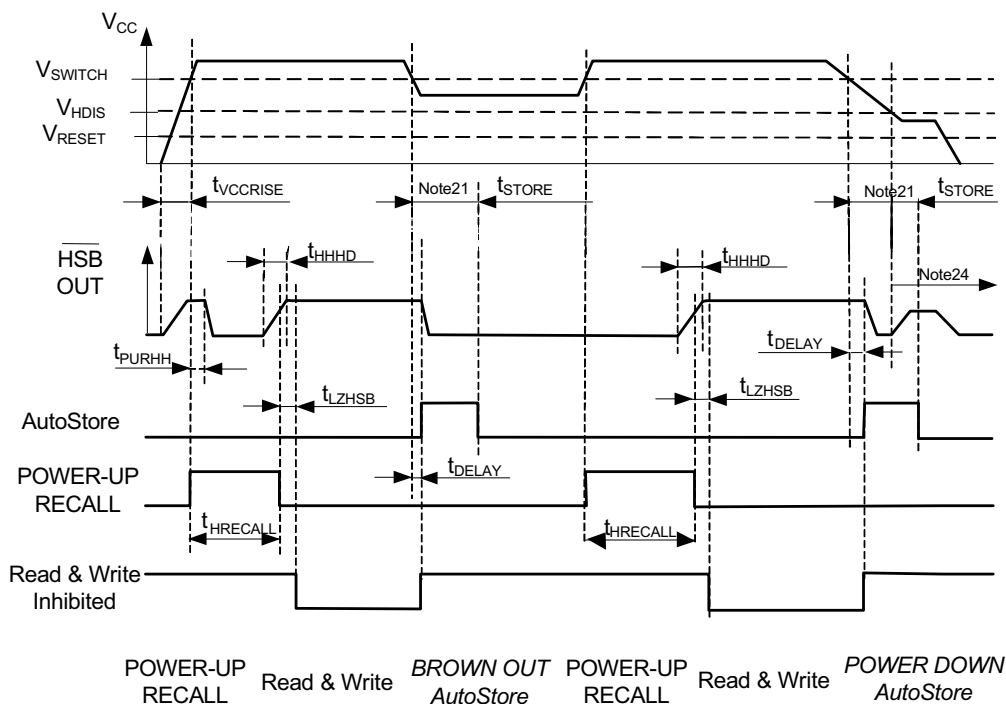 VCC
VSWITCH
VHDIS
VRESET
tVCCRISE
Note21
tSTORE
Note21
tSTORE
HSB
OUT
tHHHD
tHHHD
Note24
tPURHH
tDELAY
tLZHSB
tLZHSB
AutoStore
POWER-UP
RECALL
tDELAY
tHRECALL
tHRECALL
Read & Write
Inhibited
POWER-UP
RECALL
Read & Write
BROWN OUT
AutoStore
POWER-UP
RECALL
Read & Write
POWER DOWN
AutoStore